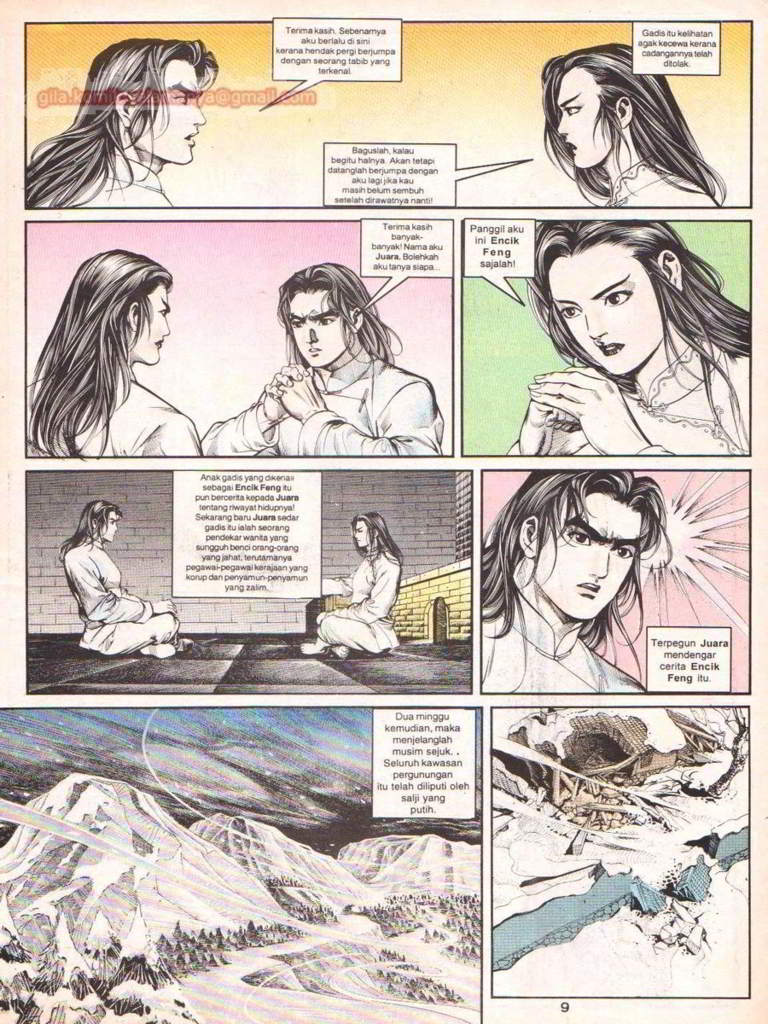 Terima kasih. Sebenarnya
aku berlalu di sini
kerana hendak pergi berjumpa
dengan seorang tabib yang
terkenal.
Gadis itu kelihatan
agak kecewa kerana
cadangannya telah
ditolak.
@gmail.com
Baguslah, kalau
begitu halnya. Akan tetapi
datanglah berjumpa dengan
aku lagi jika kau
masih belum sembuh
setelah dirawatnya nanti!
Terima kasih
banyak-
banyak! Nama aku
Juara. Bolehkah
aku tanya siapa...
Panggil aku
ini Encik
Feng
sajalah!
Anak gadis yang dikenali
sebagai Encik Feng itu
pun bercerita kepada Juara
tentang riwayat hidupnya!
Sekarang baru Juara sedar
gadis itu ialah seorang
pendekar wanita yang
sungguh benci orang-orang
yang jahat, terutamanya
pegawai-pegawai kerajaan yang
korup dan penyamun-penyamun
yang zalim.
Terpegun Juara
mendengar
cerita Encik
Feng itu.
Dua minggu
kemudian, maka
menjelanglah
musim sejuk. .
Seluruh kawasan
pergunungan
itu telah diliputi oleh
salji yang
putih.
9